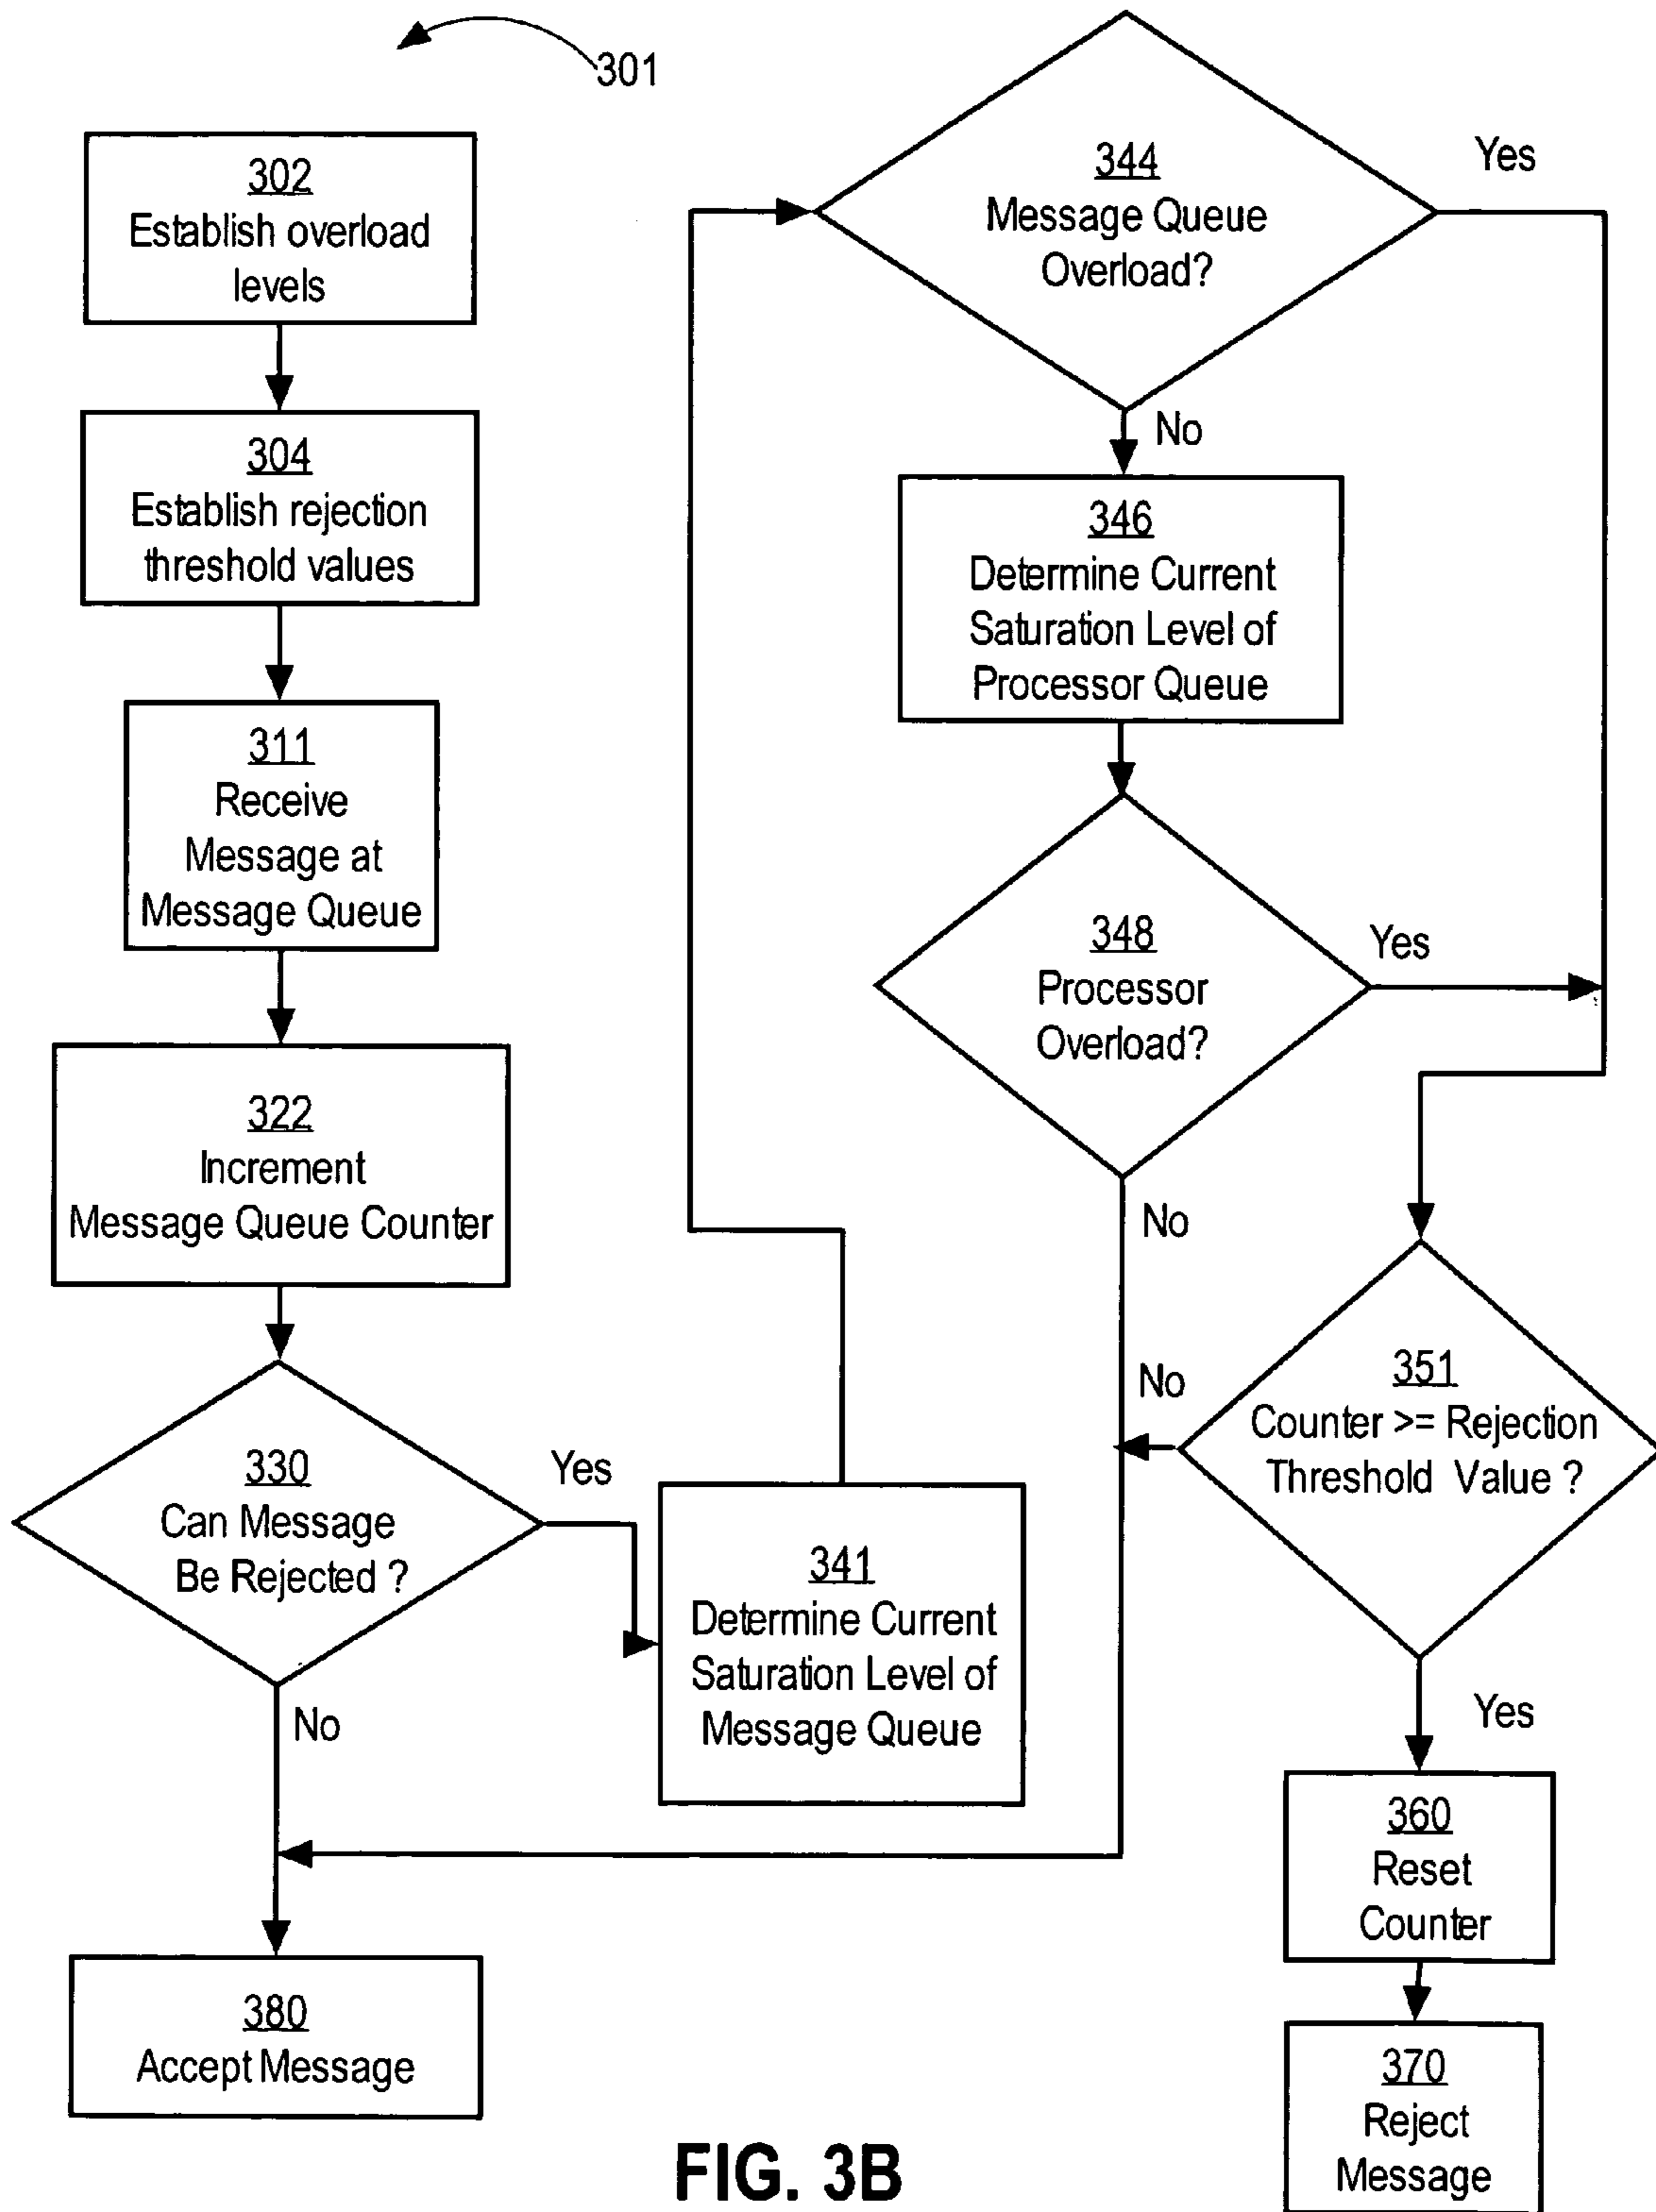 301
302
Establish overload
levels
304
Establish rejection
threshold values
311
Receive
Message at
Message Queue
322
Increment
Message Queue Counter
330
Can Message
Be Rejected ?
Yes
No
341
Determine Current
Saturation Level of
Message Queue
344
Message Queue
Overload?
Yes
No
346
Determine Current
Saturation Level of
Processor Queue
348
Processor
Overload?
Yes
No
351
Counter >= Rejection
Threshold Value ?
No
Yes
360
Reset
Counter
370
Reject
Message
380
Accept Message
FIG. 3B